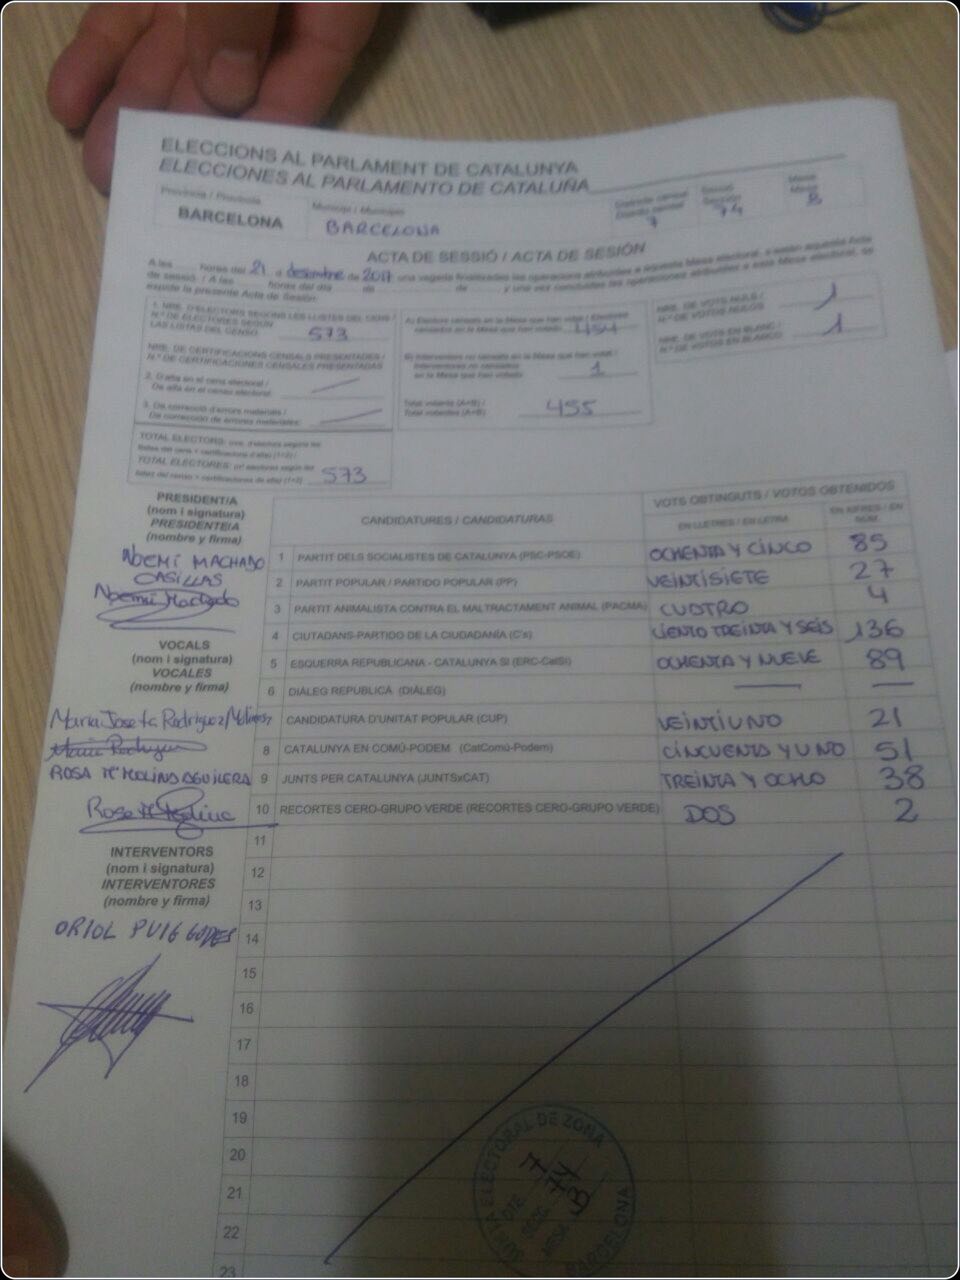 ELECCIONS AL PARLAMENT DE CATALUNYA
ELECCIONES AL PARLAMENTO DE CATALUÑA
Província / Provincia
BARCELONA
Municipi / Municipio
BARCELONA
Districte censal
Distrito censal
7
Secció
Sección
74
Mesa
Mesa
B
ACTA DE SESSIÓ / ACTA DE SESIÓN
A les horas del 21 d desembre de 2017 una vegada finalitzades les operacions atribuïdes a aquesta Mesa electoral, s'estén aquesta Acta
de sessió. / A las horas del día de de y una vez concluidas las operaciones atribuidas a esta Mesa electoral, se
expide la presente Acta de Sesión.
1. NRE. D'ELECTORS SEGONS LES LLISTES DEL CENS /
N.º DE ELECTORES SEGÚN
LAS LISTAS DEL CENSO
573
NRE. DE CERTIFICACIONS CENSALS PRESENTADES /
N.º DE CERTIFICACIONES CENSALES PRESENTADAS
2. D'alta en el cens electoral /
De alta en el censo electoral:
3. De correcció d'errors materials /
De corrección de errores materiales:
TOTAL ELECTORS: nre. d'electors segons les
llistes del cens + certificacions d'alta) (1+2) /
TOTAL ELECTORES: (nº electores según las
listas del censo + certificaciones de alta) (1+2)
573
A) Electors censats en la Mesa que han votat / Electores
censados en la Mesa que han votado
454
B) Interventors no censats en la Mesa que han votat /
Interventores no censados
en la Mesa que han votado
1
Total votants (A+B) /
Total votantes (A+B)
455
NRE. DE VOTS NULS /
N.º DE VOTOS NULOS
1
NRE. DE VOTS EN BLANC /
N.º DE VOTOS EN BLANCO
1
PRESIDENT/A
(nom i signatura)
PRESIDENTE/A
(nombre y firma)
NOEMÍ MACHADO
CASILLAS
Noemí Machado
VOCALS
(nom i signatura)
VOCALES
(nombre y firma)
María Josefa Rodriguez Molinos
ROSA Mª MOLINS AGUILERA
INTERVENTORS
(nom i signatura)
INTERVENTORES
(nombre y firma)
ORIOL PUIG
CANDIDATURES / CANDIDATURAS
VOTS OBTINGUTS / VOTOS OBTENIDOS
EN LLETRES / EN LETRA
EN XIFRES / EN NÚM.
1 PARTIT DELS SOCIALISTES DE CATALUNYA (PSC-PSOE) OCHENTA Y CINCO 85
2 PARTIT POPULAR / PARTIDO POPULAR (PP) VEINTISIETE 27
3 PARTIT ANIMALISTA CONTRA EL MALTRACTAMENT ANIMAL (PACMA) CUATRO 4
4 CIUTADANS-PARTIDO DE LA CIUDADANÍA (C's) CIENTO TREINTA Y SEIS 136
5 ESQUERRA REPUBLICANA - CATALUNYA SÍ (ERC-CatSí) OCHENTA Y NUEVE 89
6 DIÀLEG REPUBLICÀ (DIÀLEG)
7 CANDIDATURA D'UNITAT POPULAR (CUP) VEINTIUNO 21
8 CATALUNYA EN COMÚ-PODEM (CatComú-Podem) CINCUENTA Y UNO 51
9 JUNTS PER CATALUNYA (JUNTSxCAT) TREINTA Y OCHO 38
10 RECORTES CERO-GRUPO VERDE (RECORTES CERO-GRUPO VERDE) DOS 2
11
12
13
14
15
16
17
18
19
20
21
22
23
JUNTA ELECTORAL DE ZONA
DTE. 7
SECC. 74
MESA B
BARCELONA